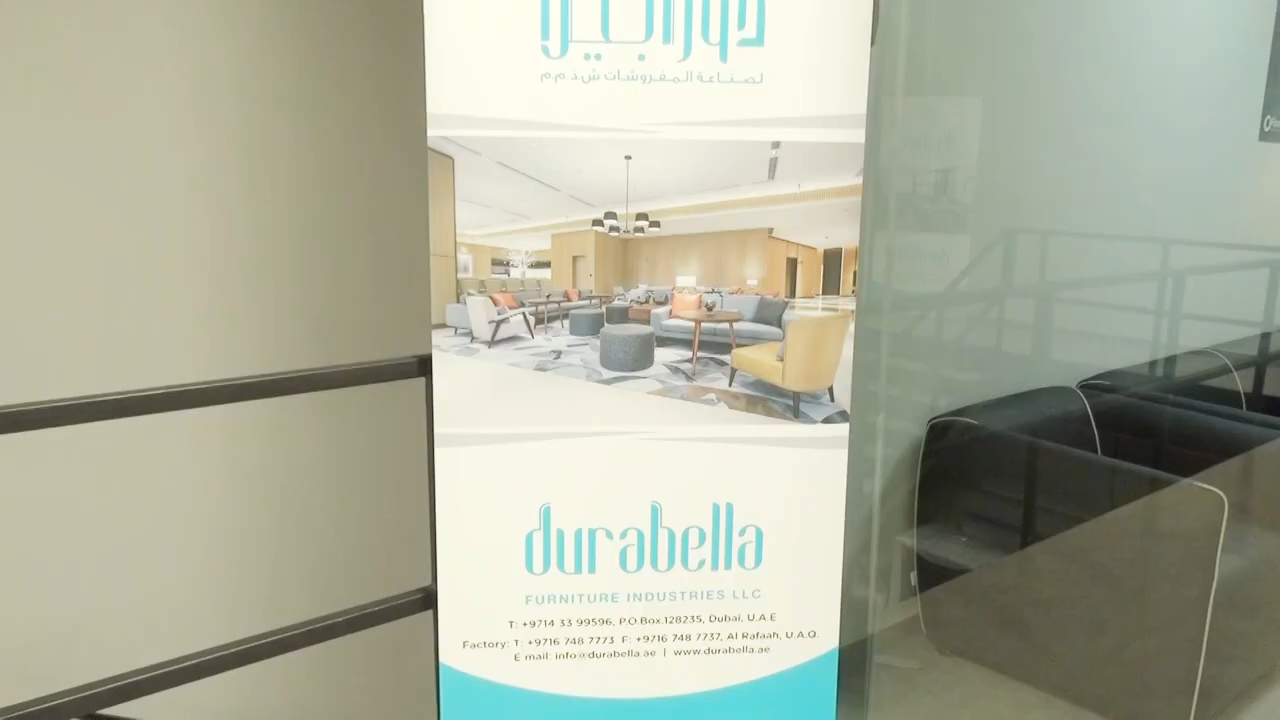 دورابيلا
لصناعة المفروشات ش.ذ.م.م
durabella
FURNITURE INDUSTRIES LLC
T: +9714 33 99596, P.O.Box.128235, Dubai, U.A.E
Factory: T: +9716 748 7773 F: +9716 748 7737, Al Rafaah, U.A.Q.
E mail: info@durabella.ae | www.durabella.ae